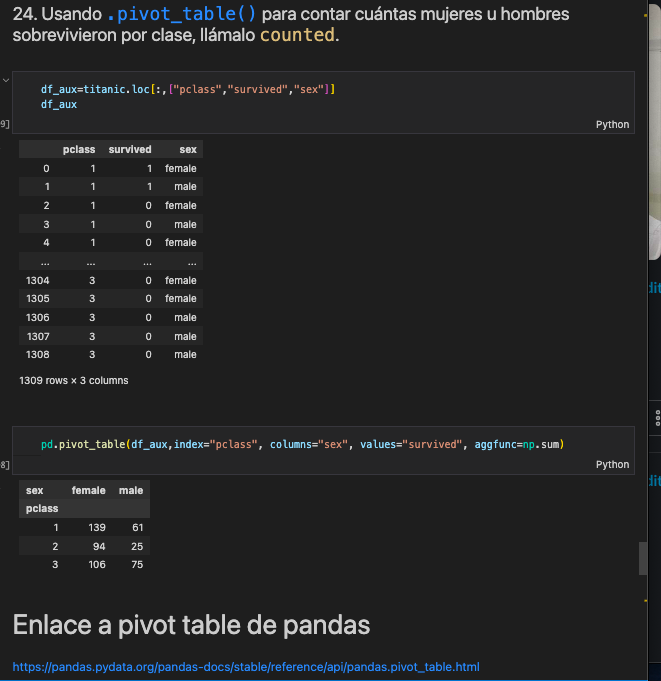 24. Usando .pivot_table() para contar cuántas mujeres u hombres
sobrevivieron por clase, llámalo counted.
df_aux=titanic.loc[:,["pclass","survived","sex"]]
df_aux
9]
Python
pclass survived sex
0 1 1 female
1 1 1 male
2 1 0 female
3 1 0 male
4 1 0 female
... ... ... ...
1304 3 0 female
1305 3 0 female
1306 3 0 male
1307 3 0 male
1308 3 0 male
1309 rows × 3 columns
pd.pivot_table(df_aux,index="pclass", columns="sex", values="survived", aggfunc=np.sum)
8]
Python
sex female male
pclass
1 139 61
2 94 25
3 106 75
Enlace a pivot table de pandas
https://pandas.pydata.org/pandas-docs/stable/reference/api/pandas.pivot_table.html